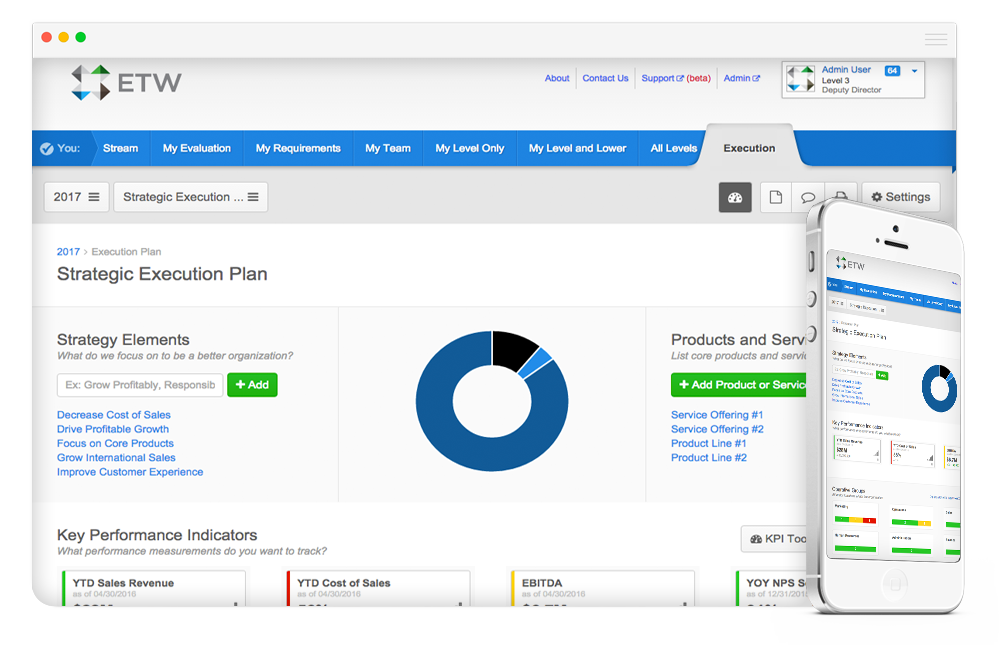 ETW
About
Contact Us
Support (beta)
Admin
Admin User 64
Level 3
Deputy Director
You:
Stream
My Evaluation
My Requirements
My Team
My Level Only
My Level and Lower
All Levels
Execution
2017
Strategic Execution ...
Settings
2017 › Execution Plan
Strategic Execution Plan
Strategy Elements
What do we focus on to be a better organization?
Ex: Grow Profitably, Responsib
+ Add
Decrease Cost of Sales
Drive Profitable Growth
Focus on Core Products
Grow International Sales
Improve Customer Experience
Products and Serv
List core products and servi
+ Add Product or Service
Service Offering #1
Service Offering #2
Product Line #1
Product Line #2
Key Performance Indicators
What performance measurements do you want to track?
KPI Too
YTD Sales Revenue
as of 04/30/2016
YTD Cost of Sales
as of 04/30/2016
EBITDA
as of 04/30/2016
YOY NPS S
as of 12/31/201
ETW
Strategic Execution Plan
Strategy Elements
Key Performance Indicators
Operative Groups